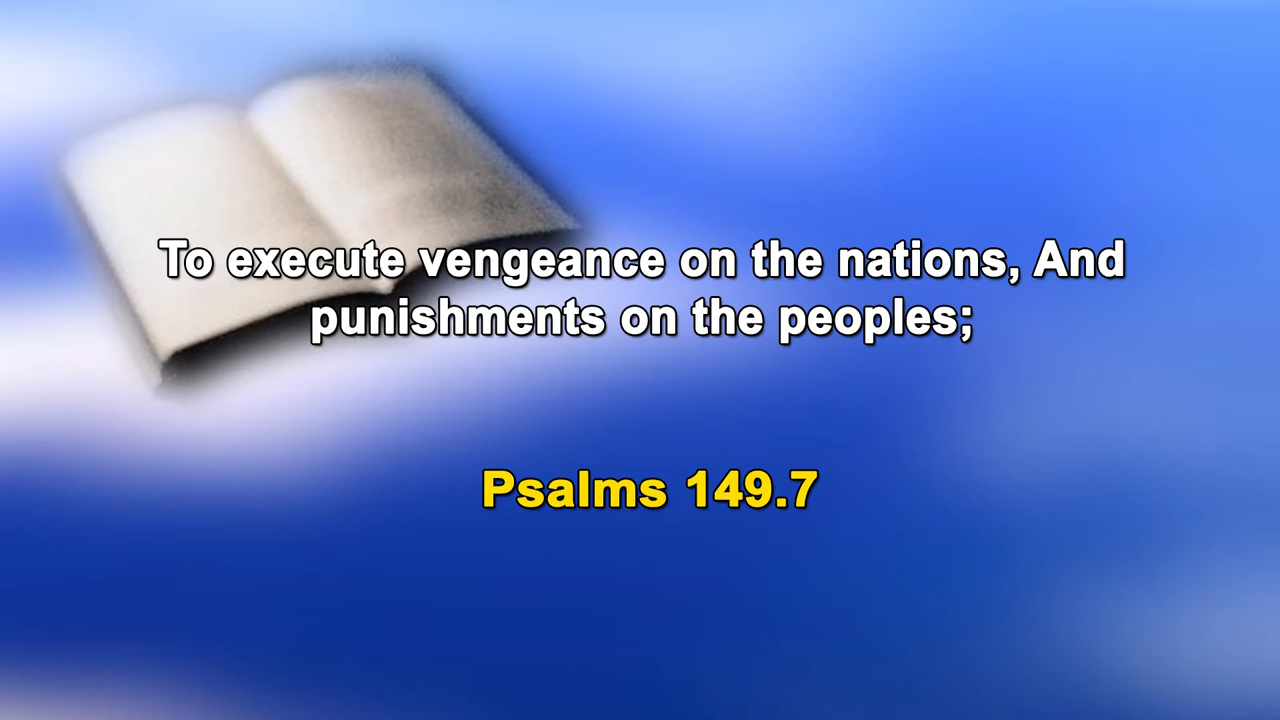 To execute vengeance on the nations, And
punishments on the peoples;
Psalms 149.7